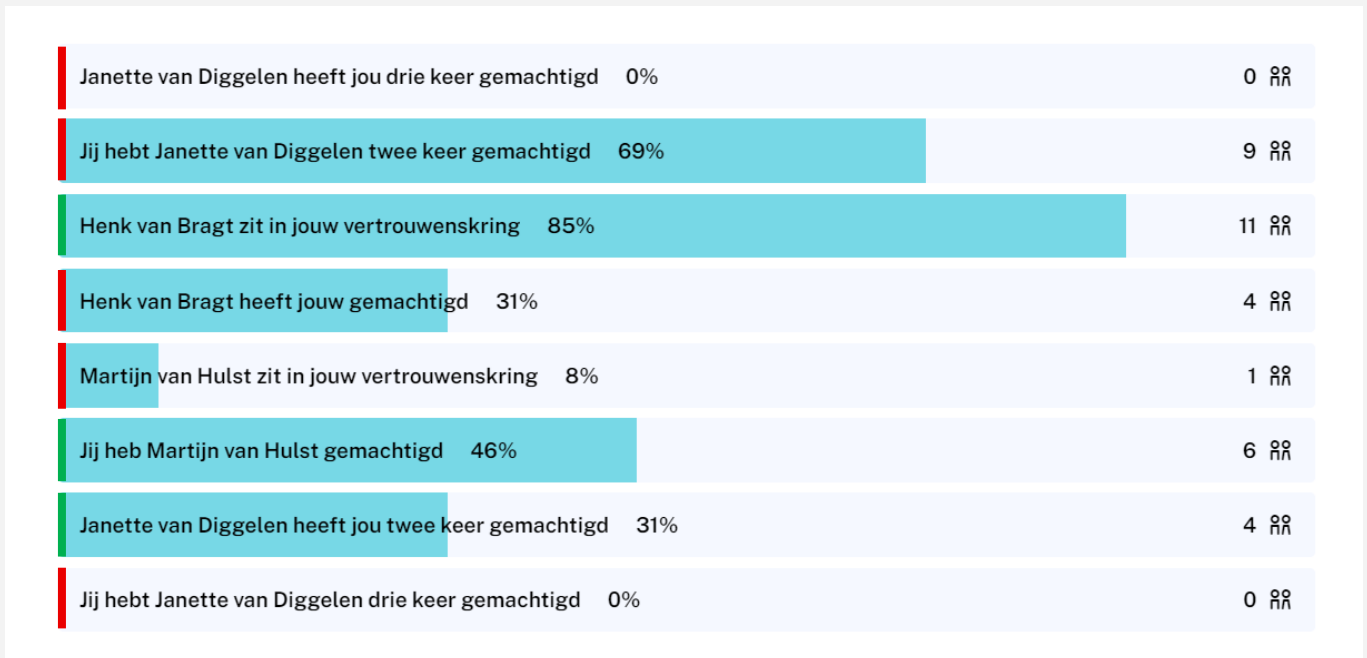 Janette van Diggelen heeft jou drie keer gemachtigd 0% 0
Jij hebt Janette van Diggelen twee keer gemachtigd 69% 9
Henk van Bragt zit in jouw vertrouwenskring 85% 11
Henk van Bragt heeft jouw gemachtigd 31% 4
Martijn van Hulst zit in jouw vertrouwenskring 8% 1
Jij heb Martijn van Hulst gemachtigd 46% 6
Janette van Diggelen heeft jou twee keer gemachtigd 31% 4
Jij hebt Janette van Diggelen drie keer gemachtigd 0% 0